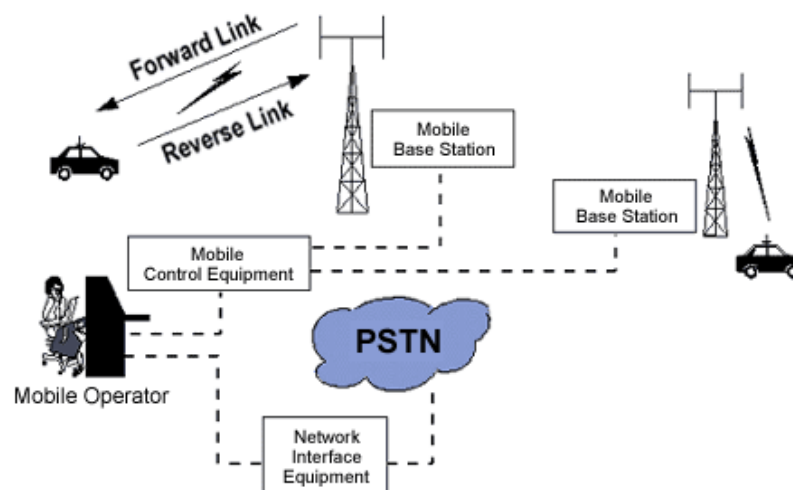 Forward Link
Reverse Link
Mobile
Base Station
Mobile
Base Station
Mobile
Control Equipment
PSTN
Mobile Operator
Network
Interface
Equipment